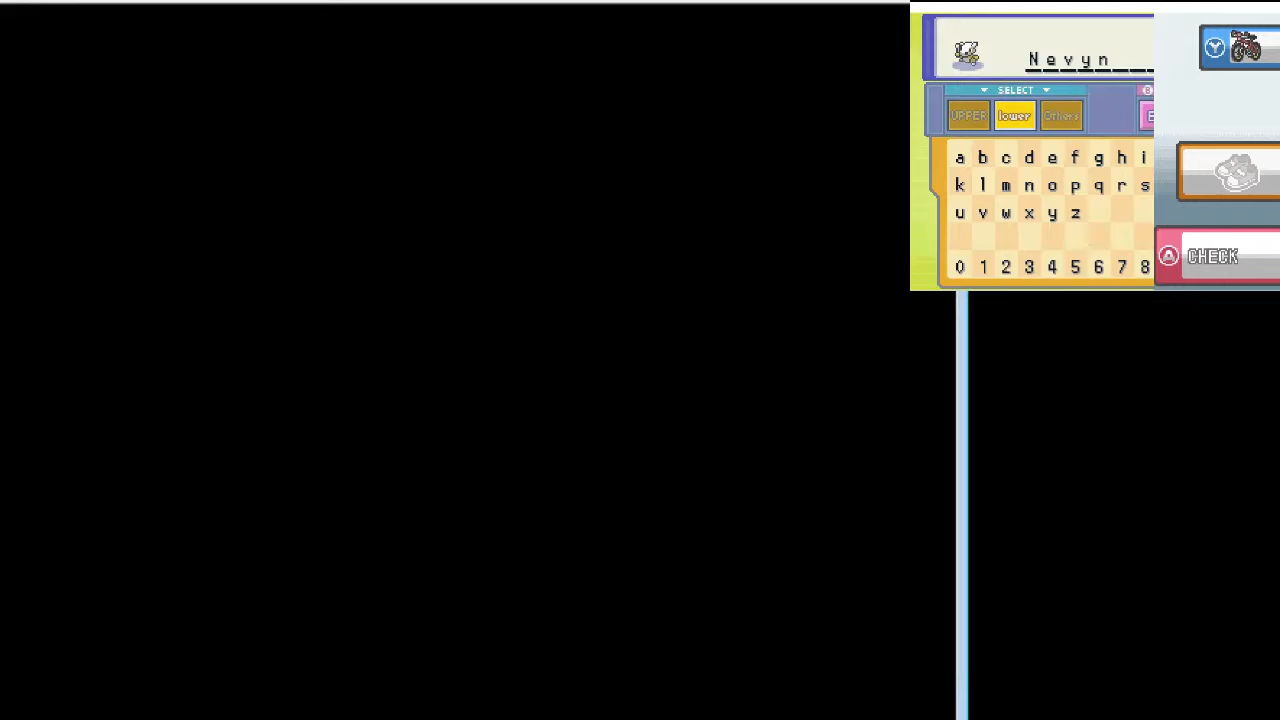 Nevyn
SELECT
UPPER lower Others
a b c d e f g h i
k l m n o p q r s
u v w x y z
0 1 2 3 4 5 6 7 8
Y
A CHECK